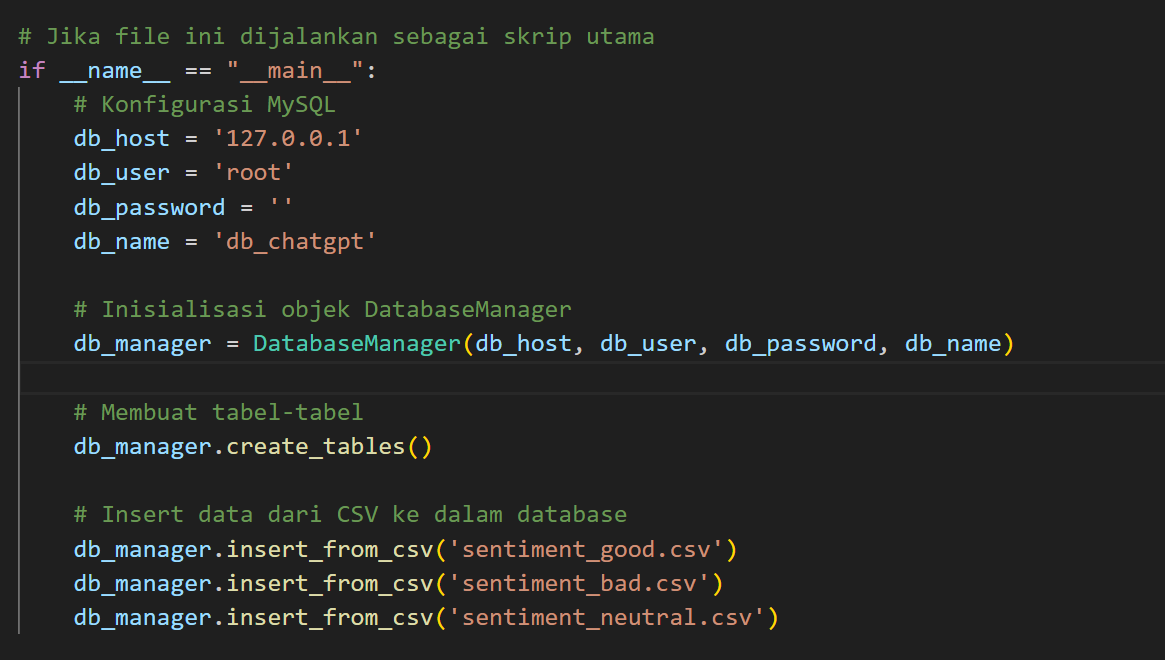 # Jika file ini dijalankan sebagai skrip utama
if __name__ == "__main__":
    # Konfigurasi MySQL
    db_host = '127.0.0.1'
    db_user = 'root'
    db_password = ''
    db_name = 'db_chatgpt'

    # Inisialisasi objek DatabaseManager
    db_manager = DatabaseManager(db_host, db_user, db_password, db_name)

    # Membuat tabel-tabel
    db_manager.create_tables()

    # Insert data dari CSV ke dalam database
    db_manager.insert_from_csv('sentiment_good.csv')
    db_manager.insert_from_csv('sentiment_bad.csv')
    db_manager.insert_from_csv('sentiment_neutral.csv')